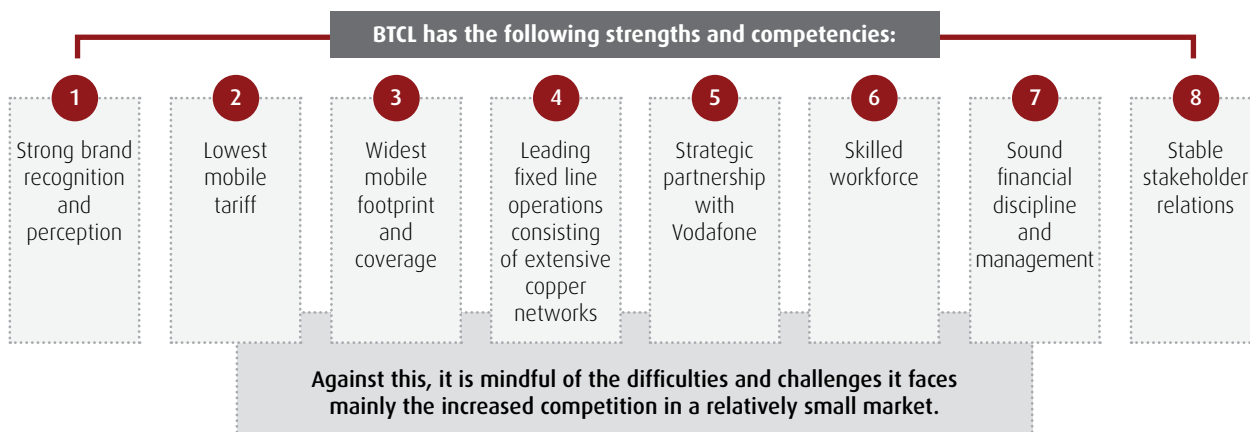 BTCL has the following strengths and competencies:
1
Strong brand
recognition
and
perception
2
Lowest
mobile
tariff
3
Widest
mobile
footprint
and
coverage
4
Leading
fixed line
operations
consisting
of extensive
copper
networks
5
Strategic
partnership
with
Vodafone
6
Skilled
workforce
7
Sound
financial
discipline
and
management
8
Stable
stakeholder
relations
Against this, it is mindful of the difficulties and challenges it faces
mainly the increased competition in a relatively small market.